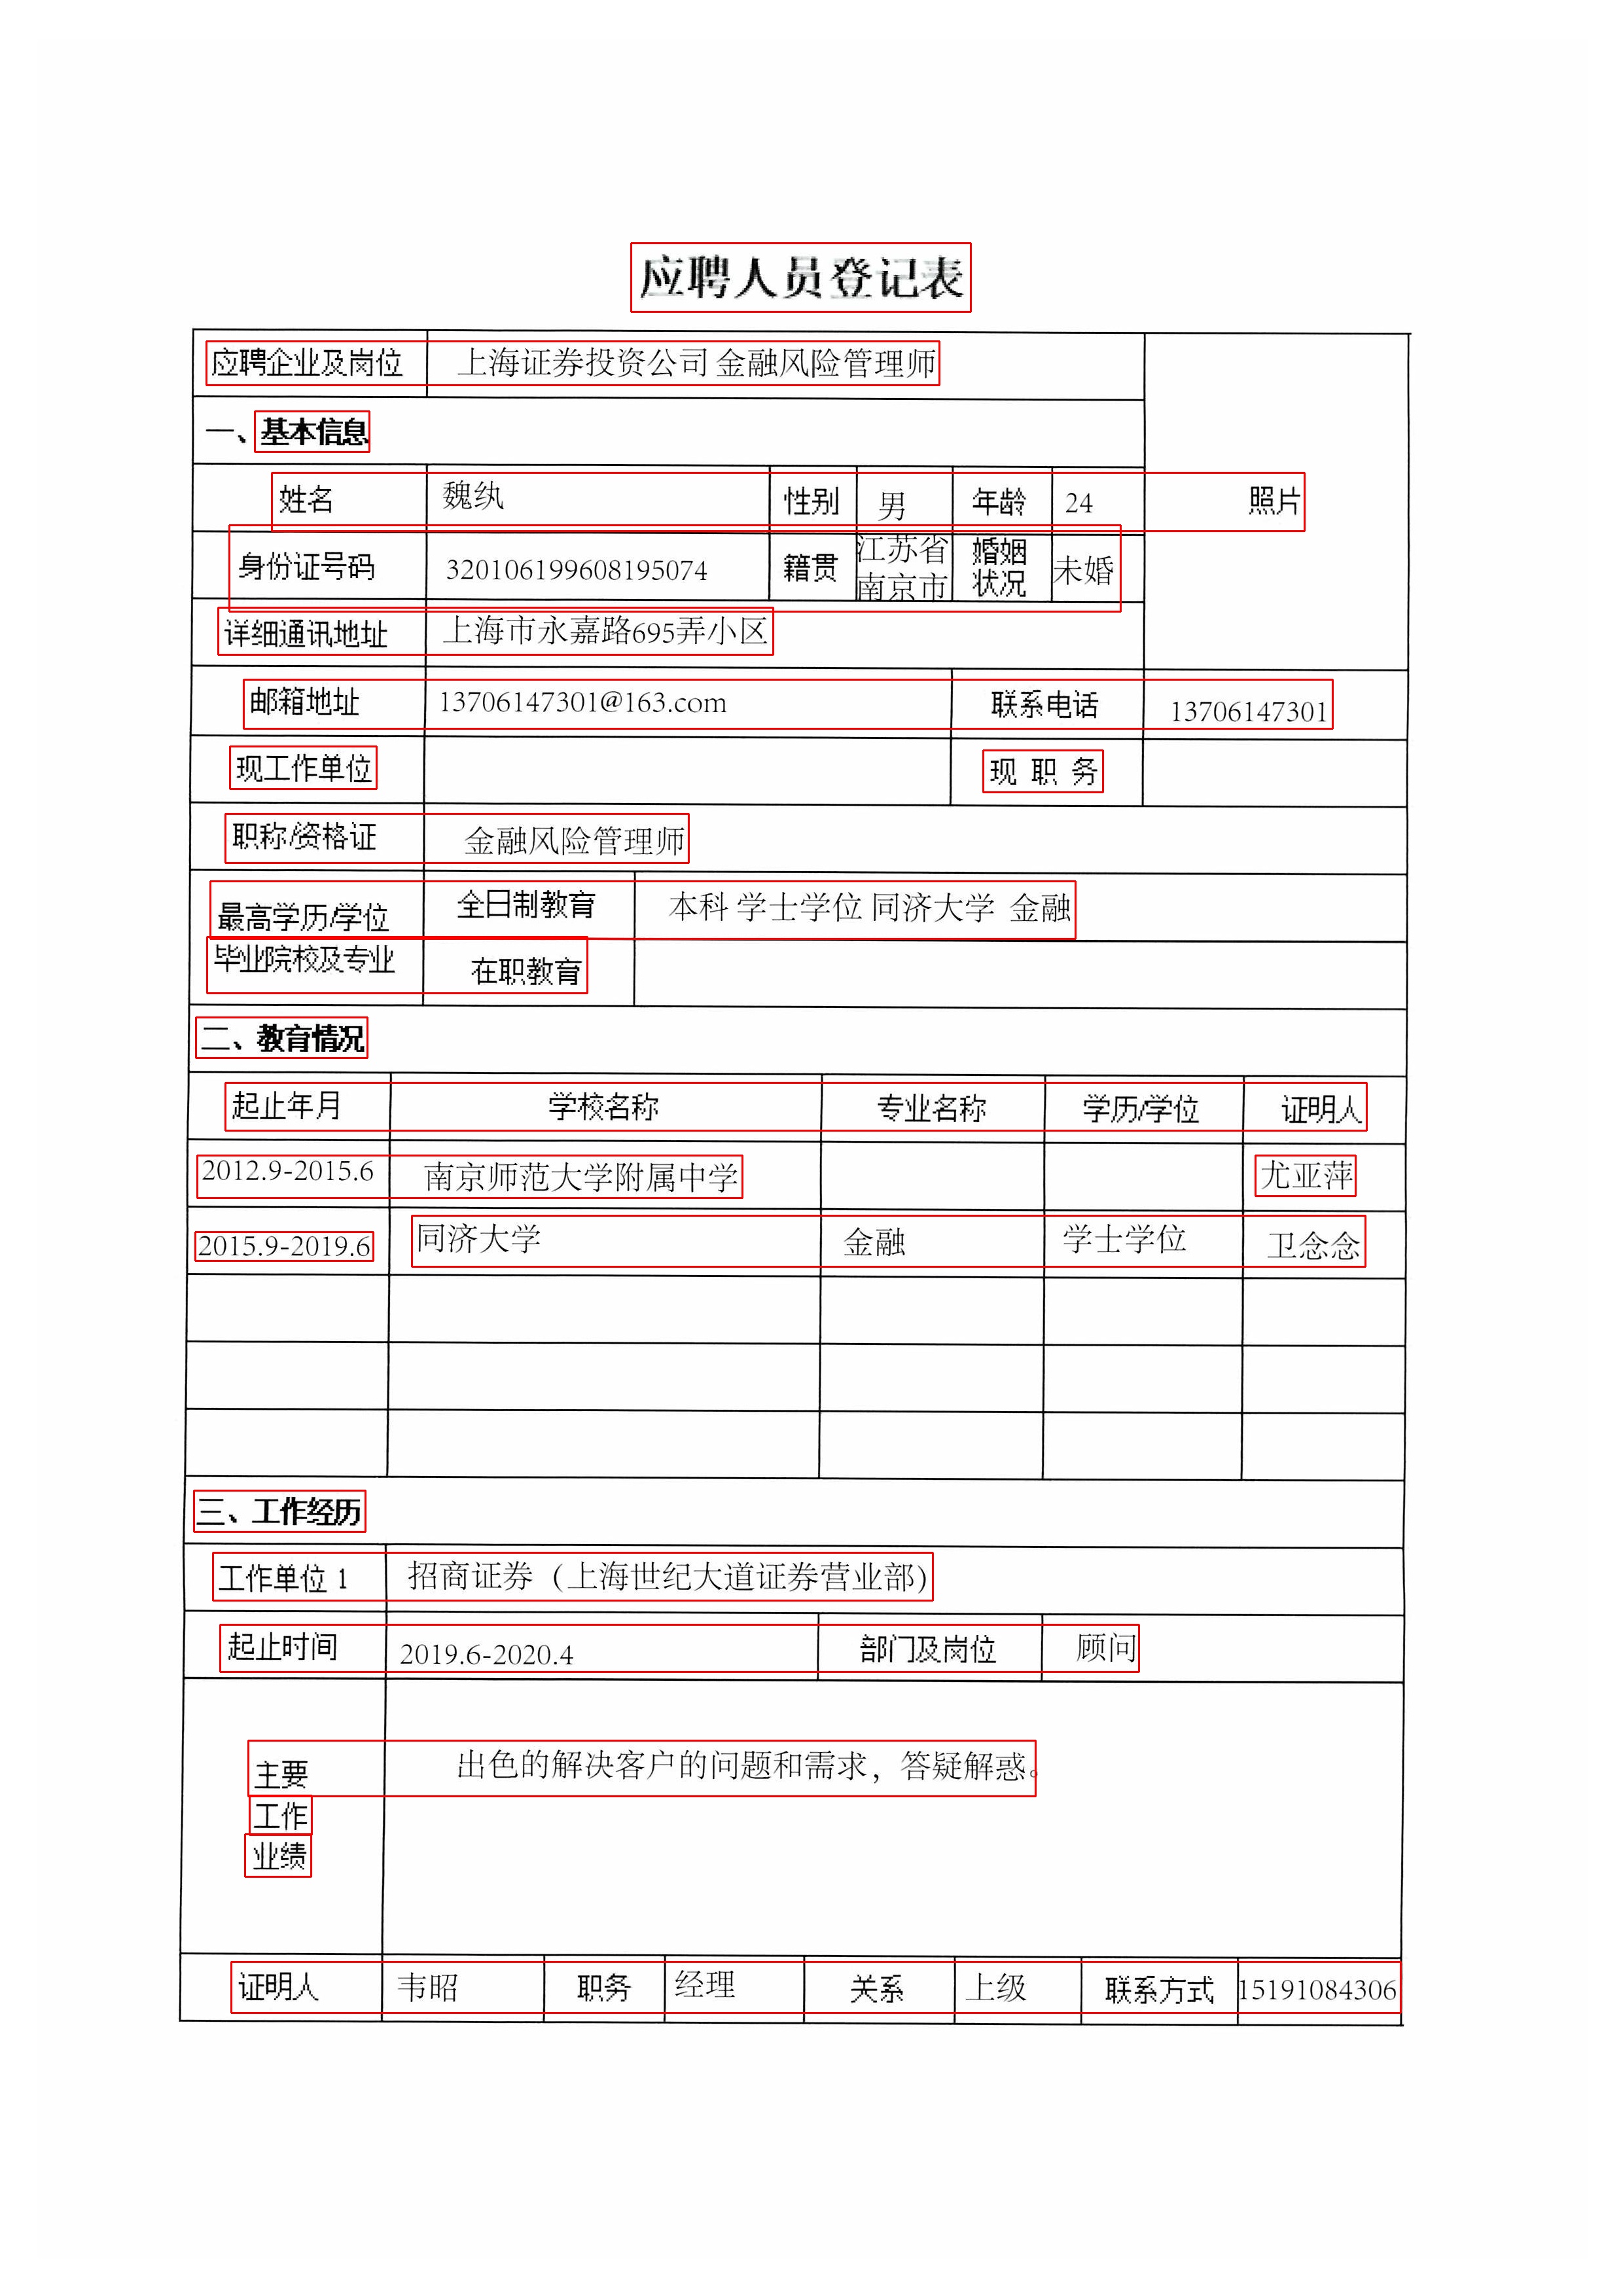 应聘人员登记表
应聘企业及岗位 上海证券投资公司 金融风险管理师
一、基本信息
姓名 魏纨 性别 男 年龄 24 照片
身份证号码 320106199608195074 籍贯 江苏省南京市 婚姻状况 未婚
详细通讯地址 上海市永嘉路695弄小区
邮箱地址 13706147301@163.com 联系电话 13706147301
现工作单位 现 职 务
职称/资格证 金融风险管理师
最高学历/学位 全日制教育 本科 学士学位 同济大学 金融
毕业院校及专业 在职教育
二、教育情况
起止年月 学校名称 专业名称 学历/学位 证明人
2012.9-2015.6 南京师范大学附属中学 尤亚萍
2015.9-2019.6 同济大学 金融 学士学位 卫念念
三、工作经历
工作单位 1 招商证券（上海世纪大道证券营业部）
起止时间 2019.6-2020.4 部门及岗位 顾问
主要 出色的解决客户的问题和需求，答疑解惑。
工作
业绩
证明人 韦昭 职务 经理 关系 上级 联系方式 15191084306